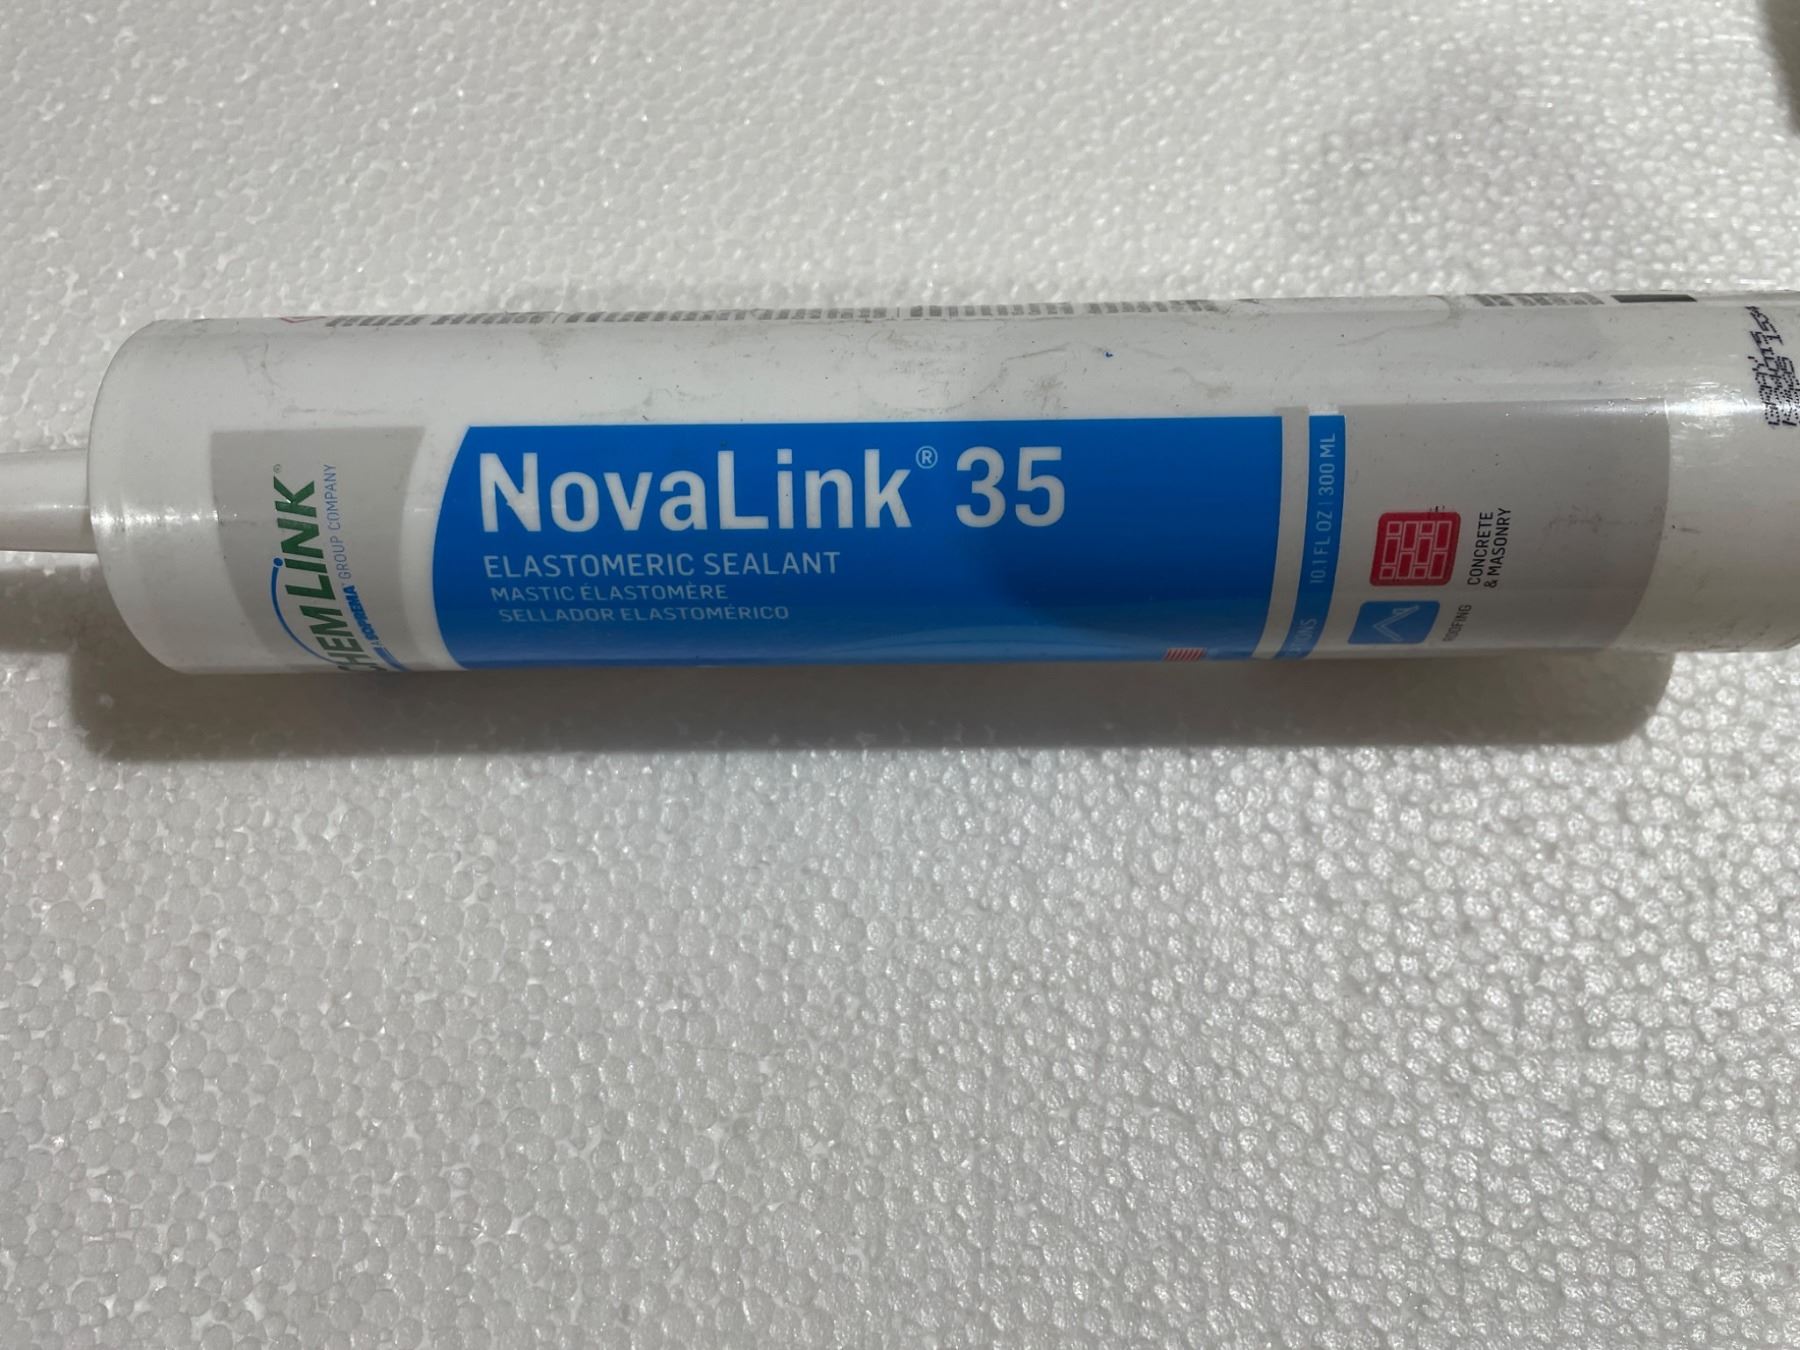 CHEMLINK®
A SOPREMA® GROUP COMPANY
NovaLink® 35
ELASTOMERIC SEALANT
MASTIC ÉLASTOMÈRE
SELLADOR ELASTOMÉRICO
10.1 FL OZ | 300 ML
CONCRETE
& MASONRY
ROOFING